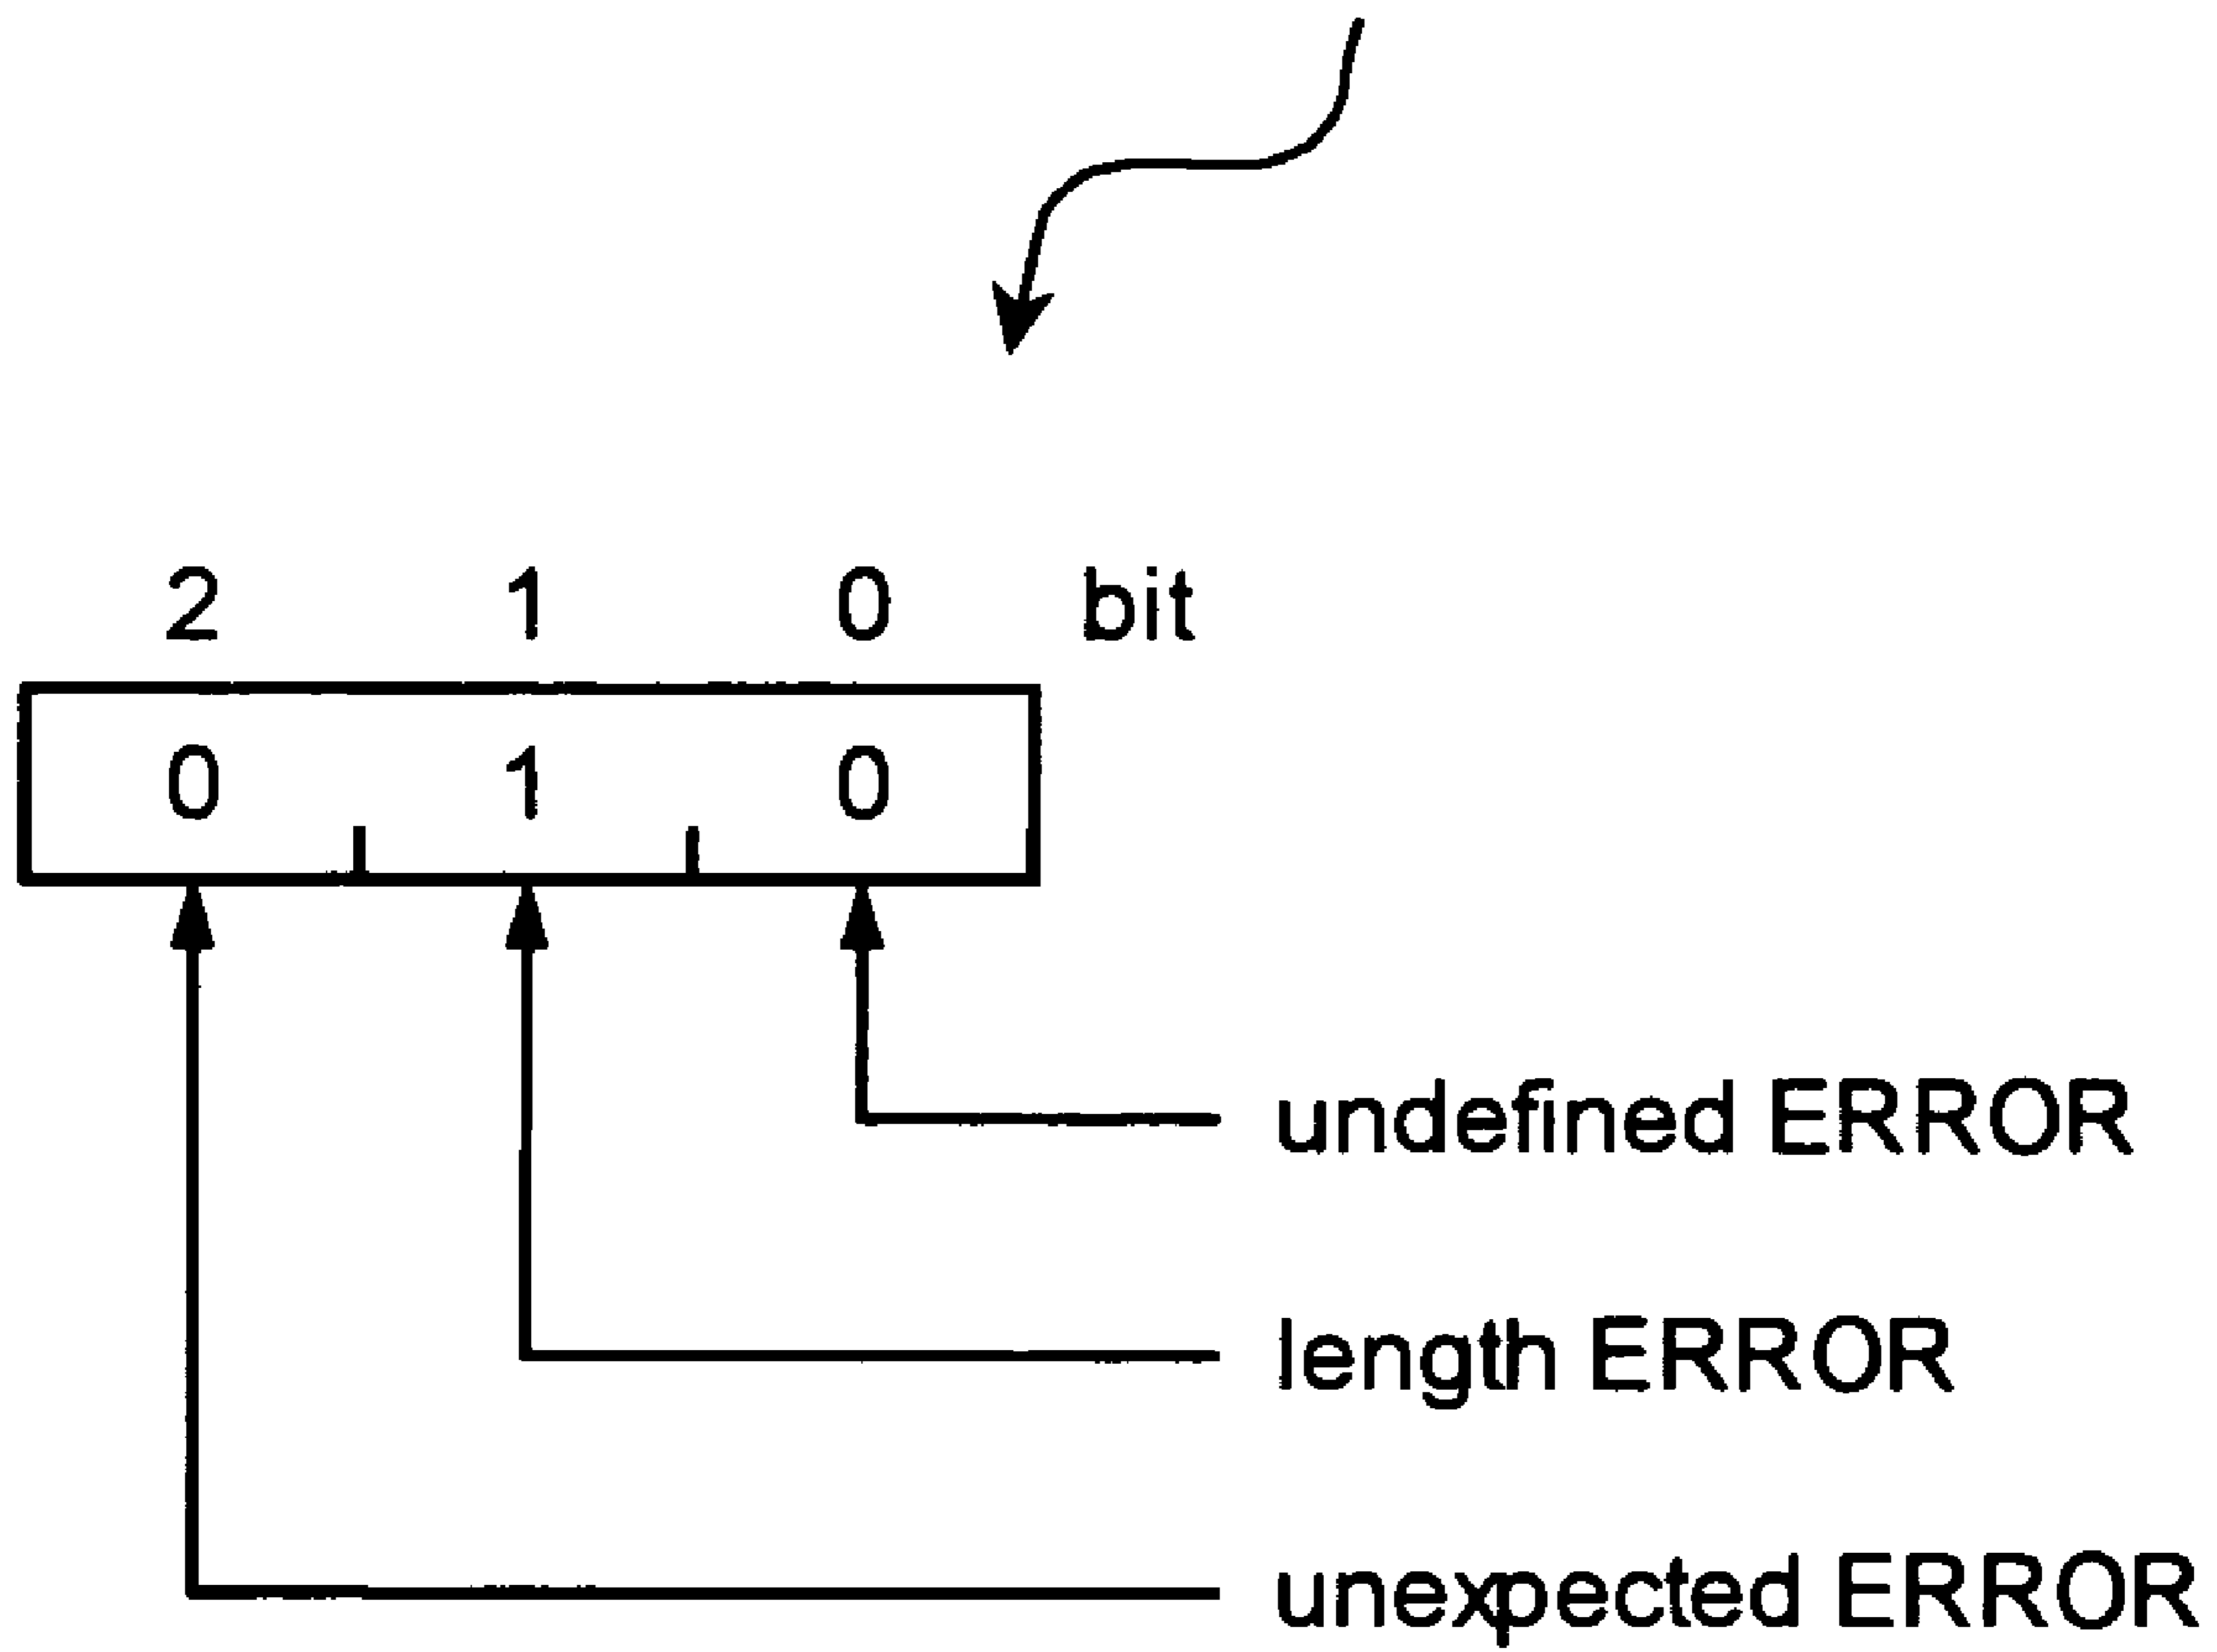 2 1 0 bit
0 1 0
undefined ERROR
length ERROR
unexpected ERROR